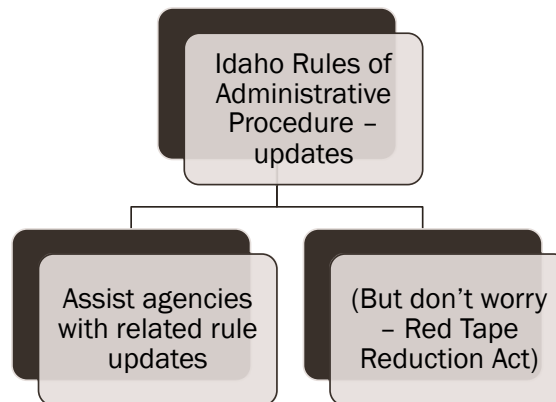 Idaho Rules of
Administrative
Procedure –
updates
Assist agencies
with related rule
updates
(But don’t worry
– Red Tape
Reduction Act)